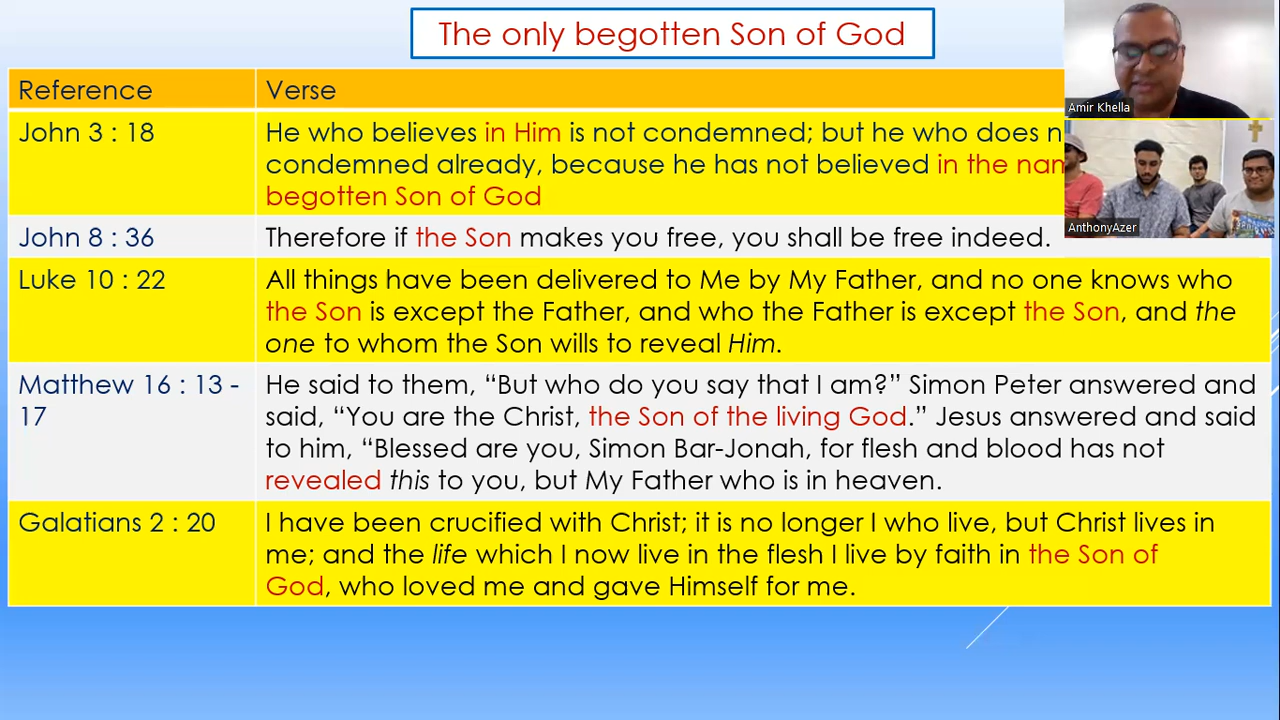 The only begotten Son of God
Reference
Verse
John 3 : 18
He who believes in Him is not condemned; but he who does
condemned already, because he has not believed in the
begotten Son of God
John 8 : 36
Therefore if the Son makes you free, you shall be free indeed.
Luke 10 : 22
All things have been delivered to Me by My Father, and no one knows who
the Son is except the Father, and who the Father is except the Son, and the
one to whom the Son wills to reveal Him.
Matthew 16 : 13 -
17
He said to them, “But who do you say that I am?” Simon Peter answered and
said, “You are the Christ, the Son of the living God.” Jesus answered and said
to him, “Blessed are you, Simon Bar-Jonah, for flesh and blood has not
revealed this to you, but My Father who is in heaven.
Galatians 2 : 20
I have been crucified with Christ; it is no longer I who live, but Christ lives in
me; and the life which I now live in the flesh I live by faith in the Son of
God, who loved me and gave Himself for me.
Amir Khella
AnthonyAzer